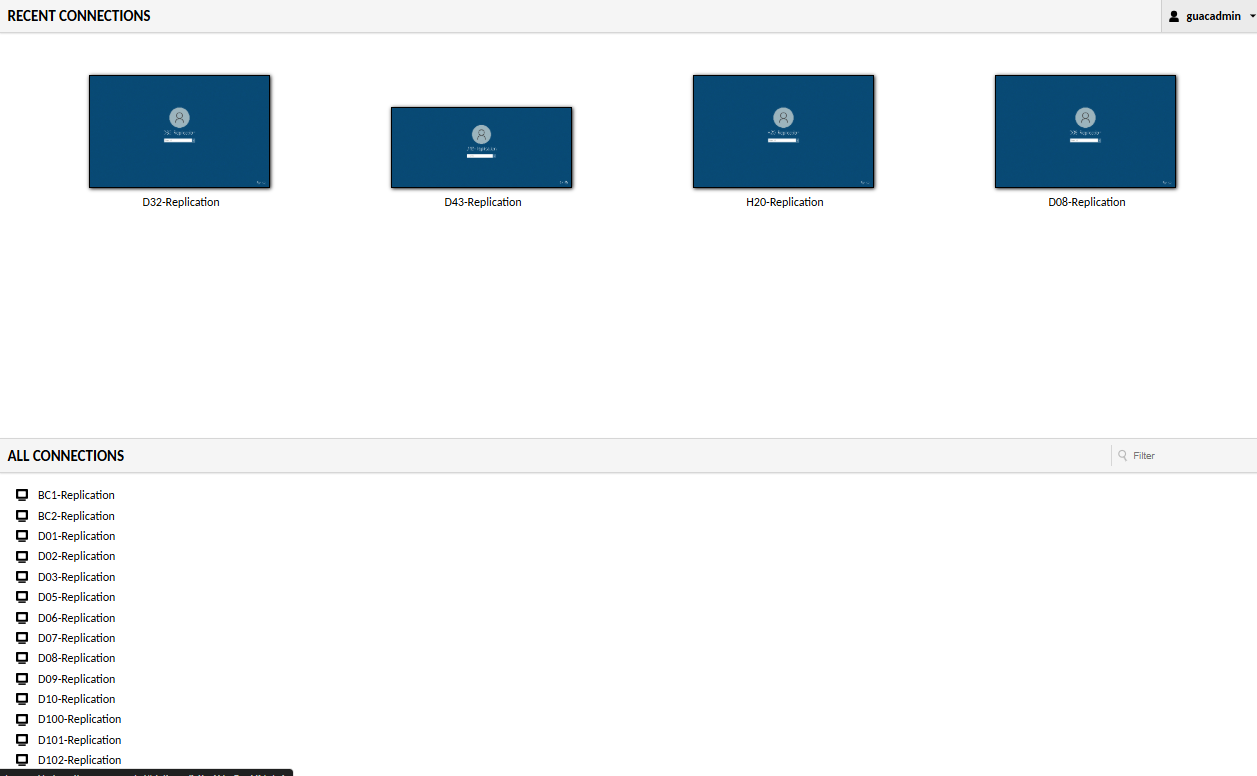 RECENT CONNECTIONS
guacadmin
D32-Replication
D43-Replication
H20-Replication
D08-Replication
ALL CONNECTIONS
Filter
BC1-Replication
BC2-Replication
D01-Replication
D02-Replication
D03-Replication
D05-Replication
D06-Replication
D07-Replication
D08-Replication
D09-Replication
D10-Replication
D100-Replication
D101-Replication
D102-Replication